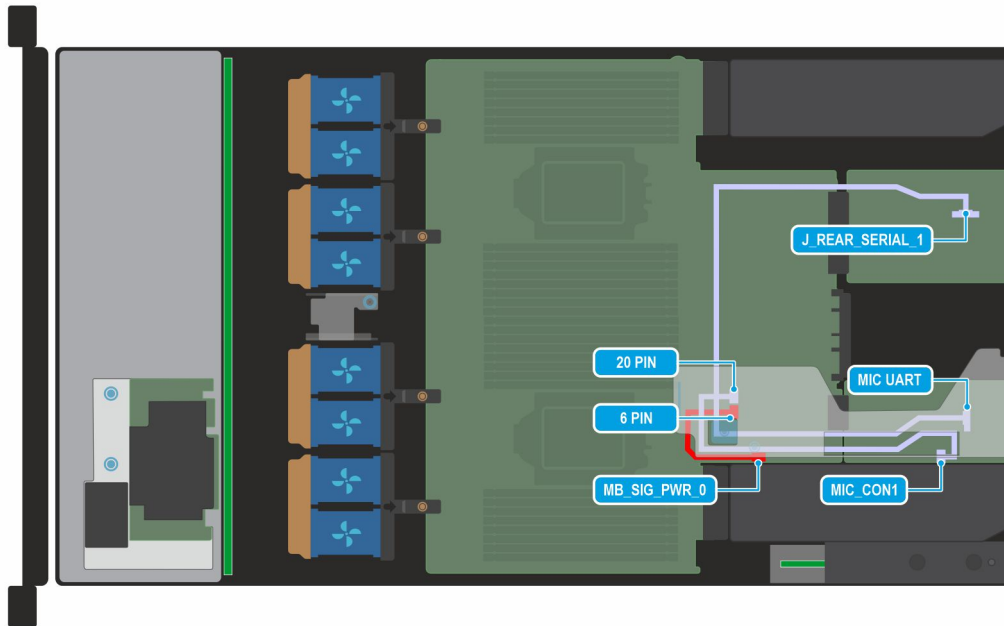 J_REAR_SERIAL_1
20 PIN
MIC UART
6 PIN
MB_SIG_PWR_0
MIC_CON1